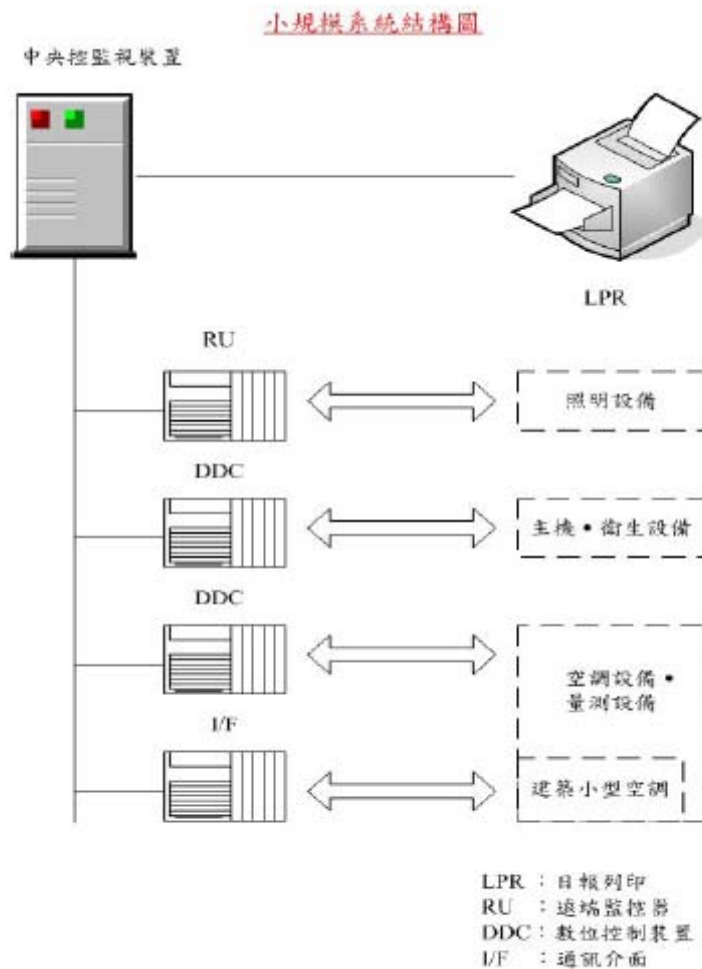 小規模系統結構圖
中央控監視裝置
LPR
RU
照明設備
DDC
主機•衛生設備
DDC
空調設備•
量測設備
I/F
建築小型空調
LPR：日報列印
RU：遠端監控器
DDC：數位控制裝置
I/F：通訊介面